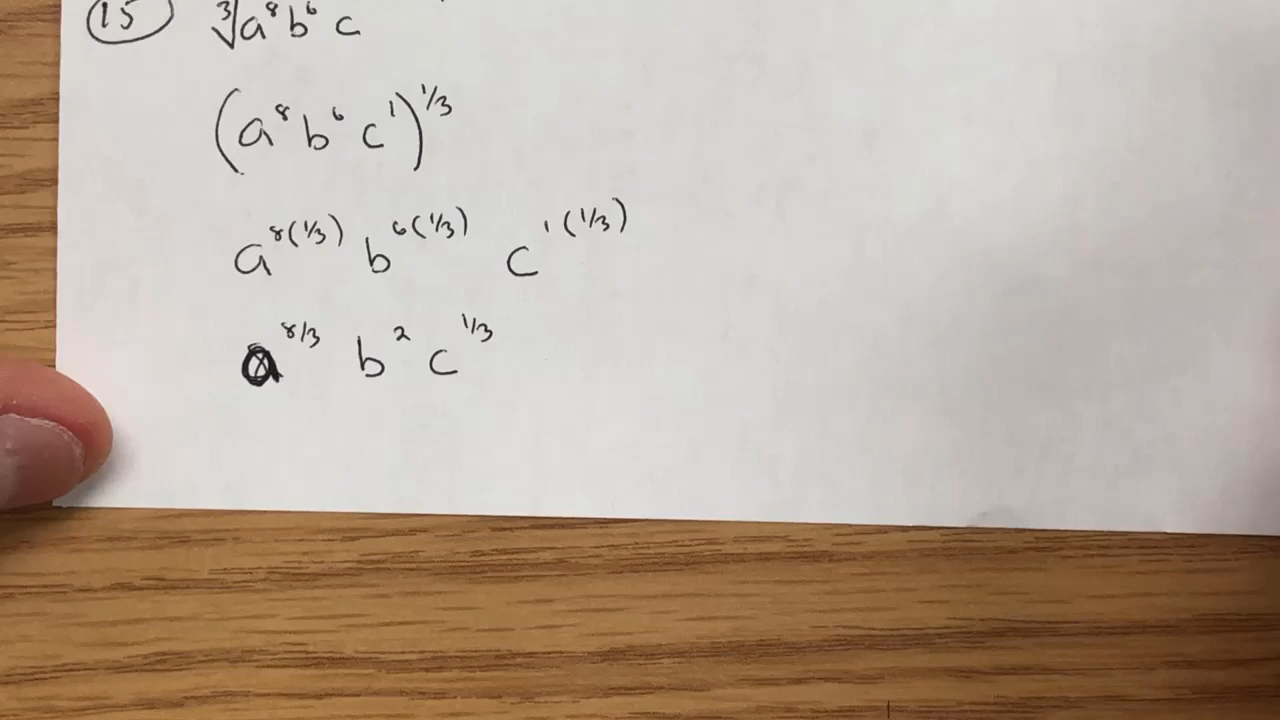 15 ∛a⁸b⁶c
(a⁸b⁶c¹)^1/3
a^8(1/3) b^6(1/3) c^1(1/3)
a^8/3 b² c^1/3